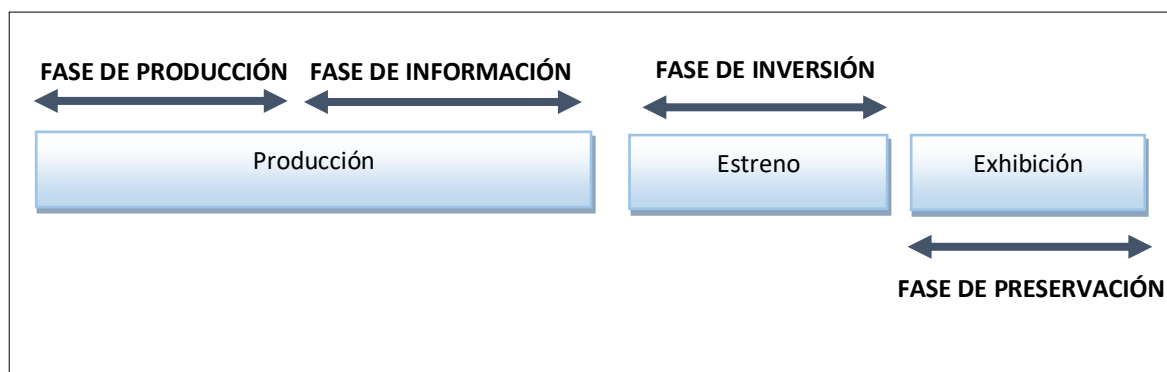 FASE DE PRODUCCIÓN
FASE DE INFORMACIÓN
FASE DE INVERSIÓN
Producción
Estreno
Exhibición
FASE DE PRESERVACIÓN